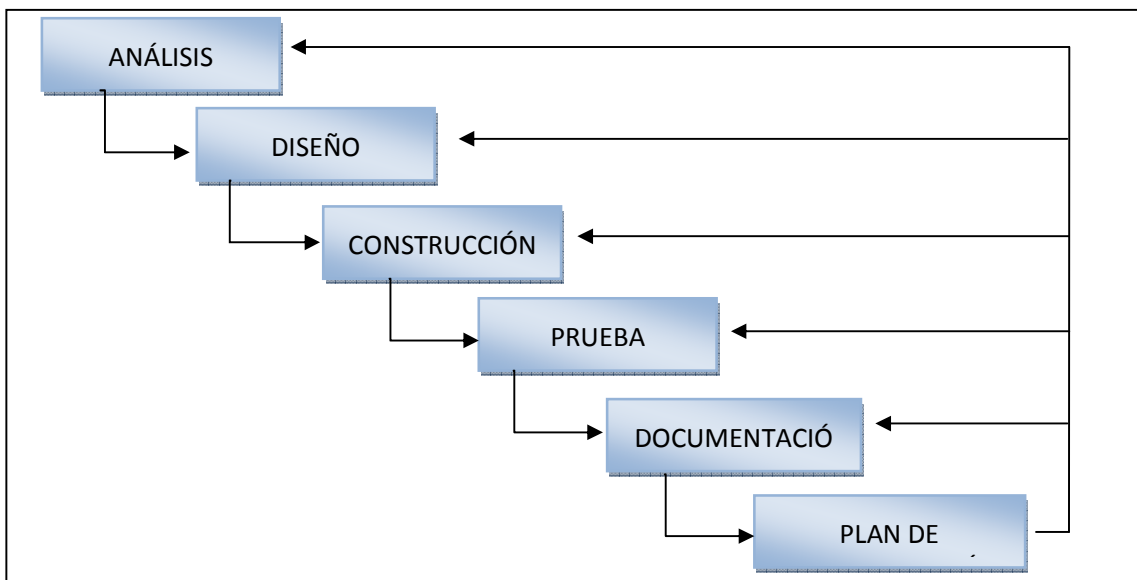 ANÁLISIS
DISEÑO
CONSTRUCCIÓN
PRUEBA
DOCUMENTACIÓ
PLAN DE